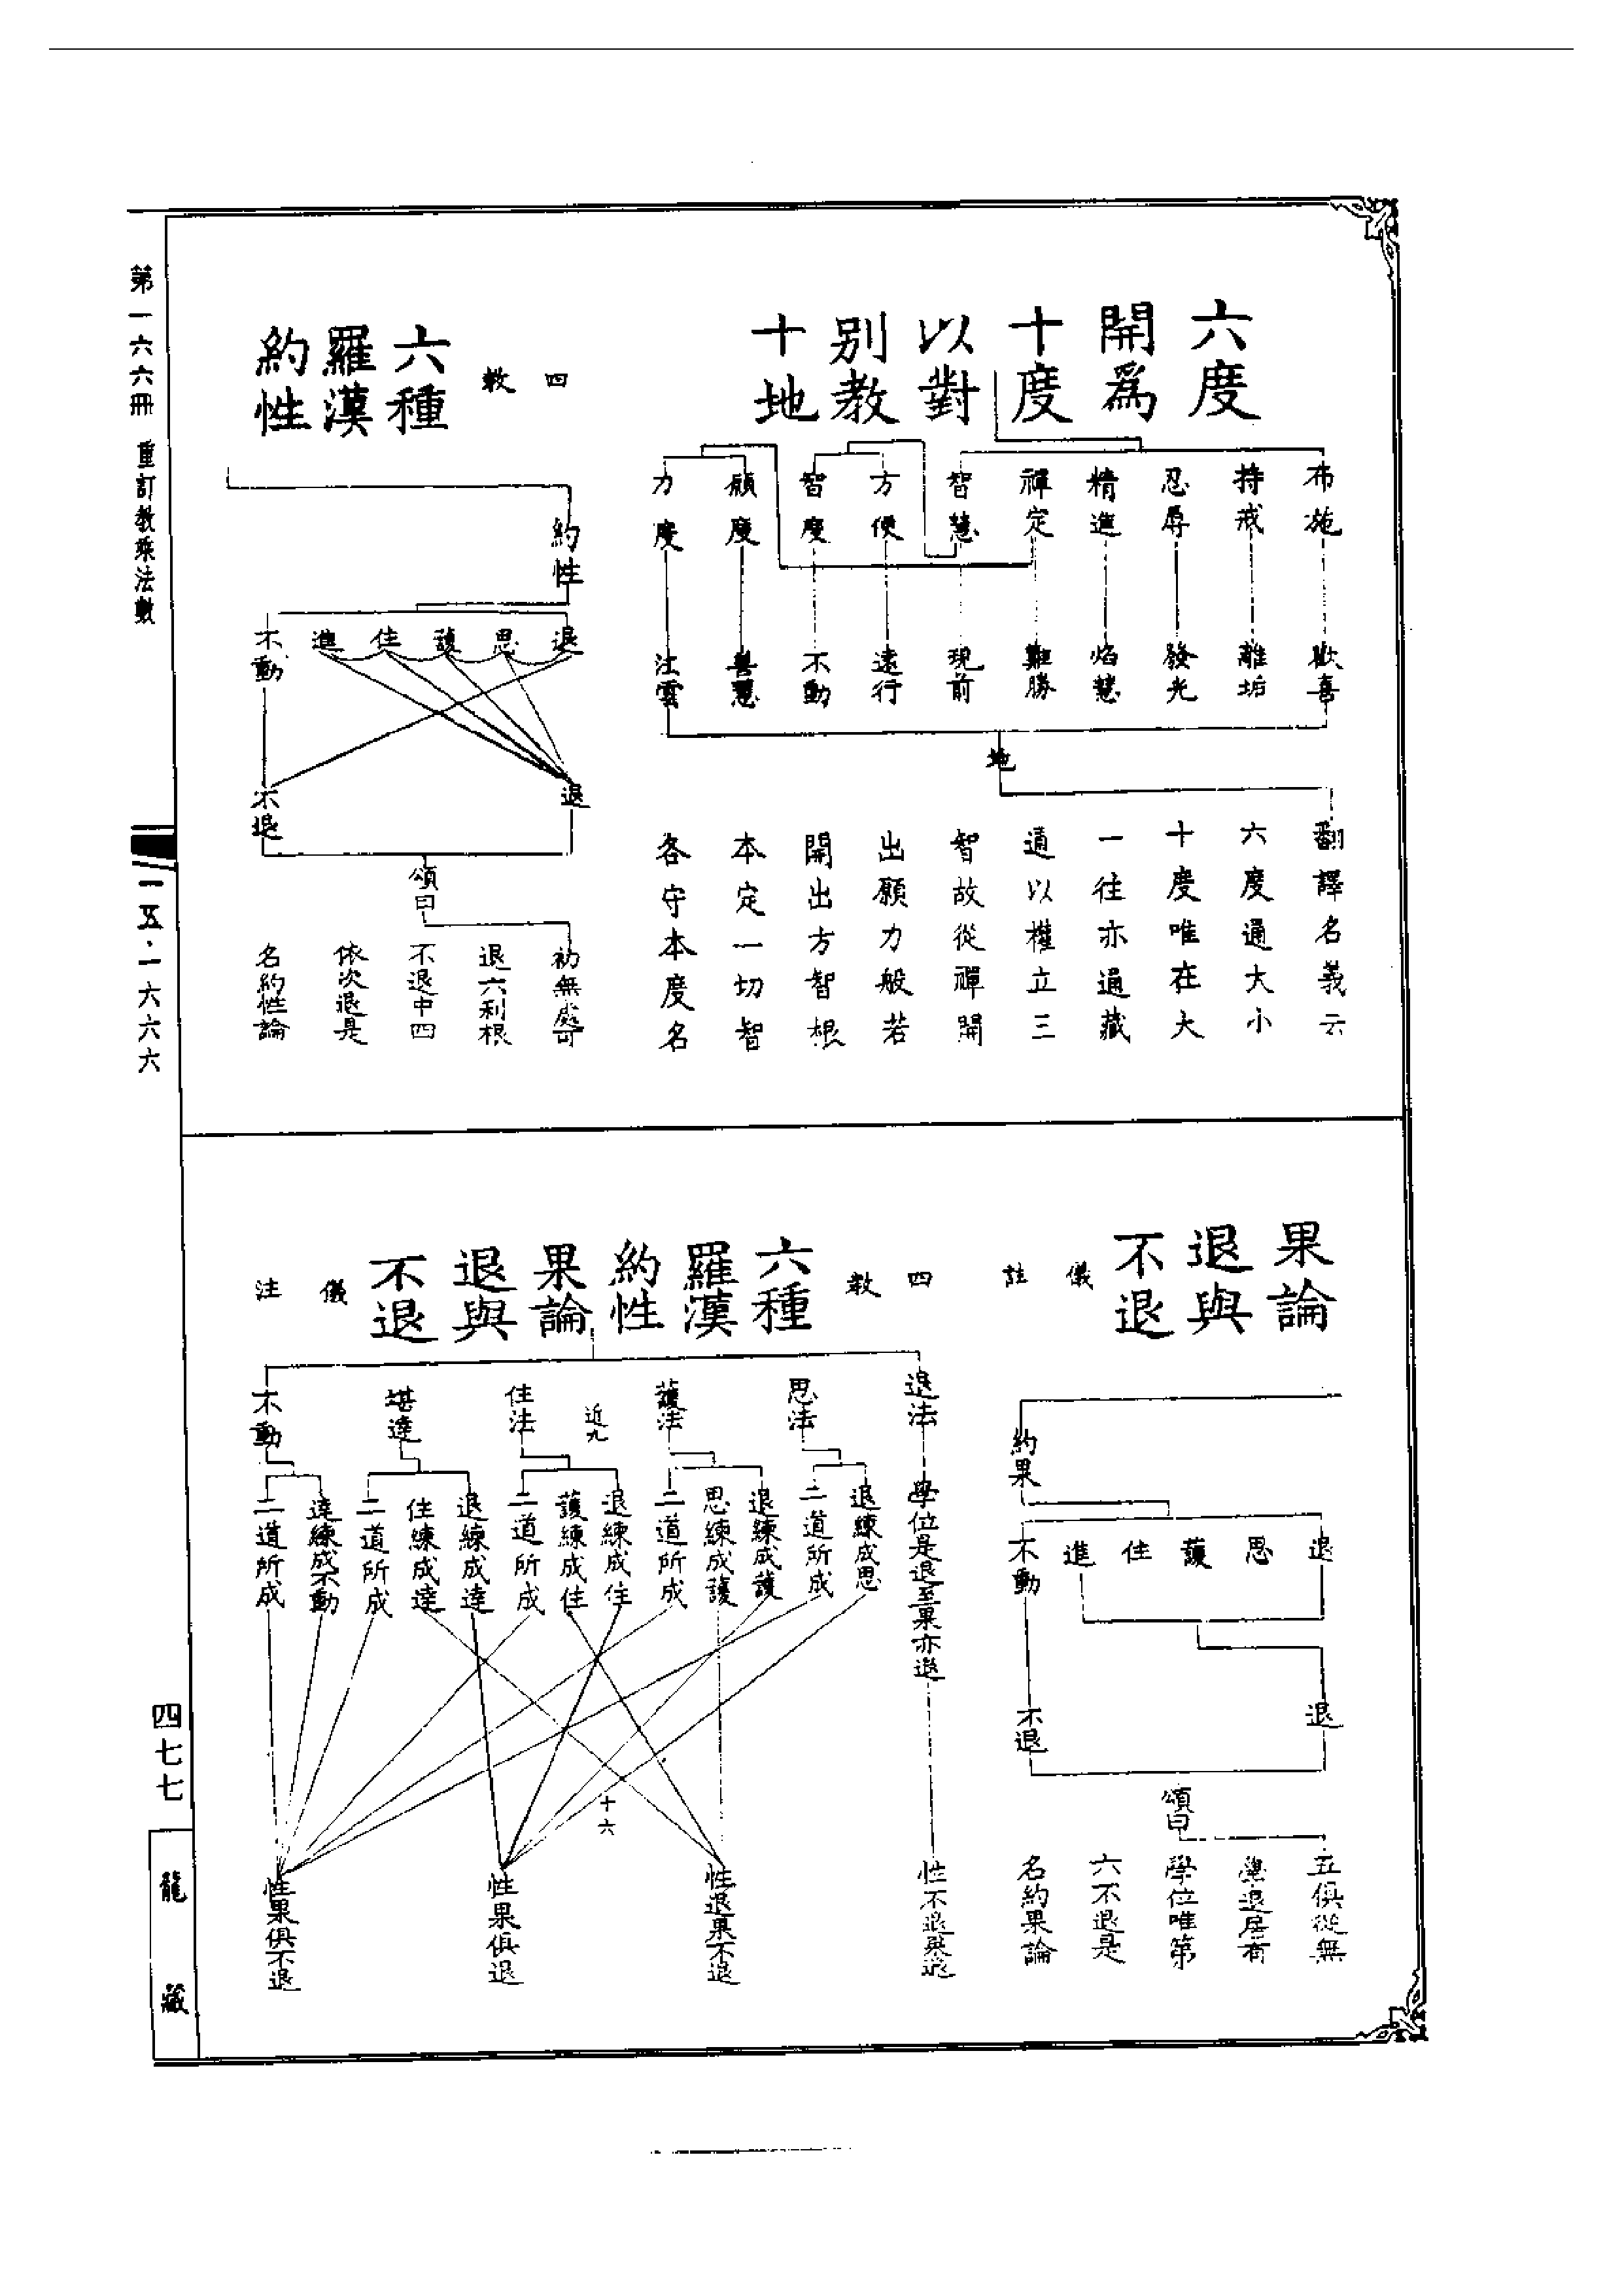 六度
開爲
十度
以對
別教
十地
布施
持戒
忍辱
精進
禪定
智慧
方便
智度
願度
力度
歡喜
離垢
發光
焰慧
難勝
現前
遠行
不動
善慧
法雲
地
翻譯名義云
六度通大小
十度唯在大
一往亦通藏
通以權立三
智故從禪開
出願力般若
開出方智根
本定一切智
各守本度名
四
教
六種
羅漢
約性
約性
退
思
護
住
進
不動
退
不退
頌曰
初無處可
退六利根
不退中四
依次退是
名約性論
果論
退與
不退
儀
註
約果
退
思
護
住
進
不動
退
不退
頌曰
五俱從無
學退居有
學位唯第
六不退是
名約果論
四
教
六種
羅漢
約性
果論
退與
不退
儀
注
退法
思法
護法
近九
住法
堪達
不動
學位是退至果亦退
退練成思
二道所成
退練成護
思練成護
二道所成
退練成住
護練成住
二道所成
退練成達
住練成達
二道所成
達練成不動
二道所成
十六
性不退果退
性退果不退
性果俱退
性果俱不退
第一六六冊 重訂教乘法數
一五·一六六六
四七七
龍藏